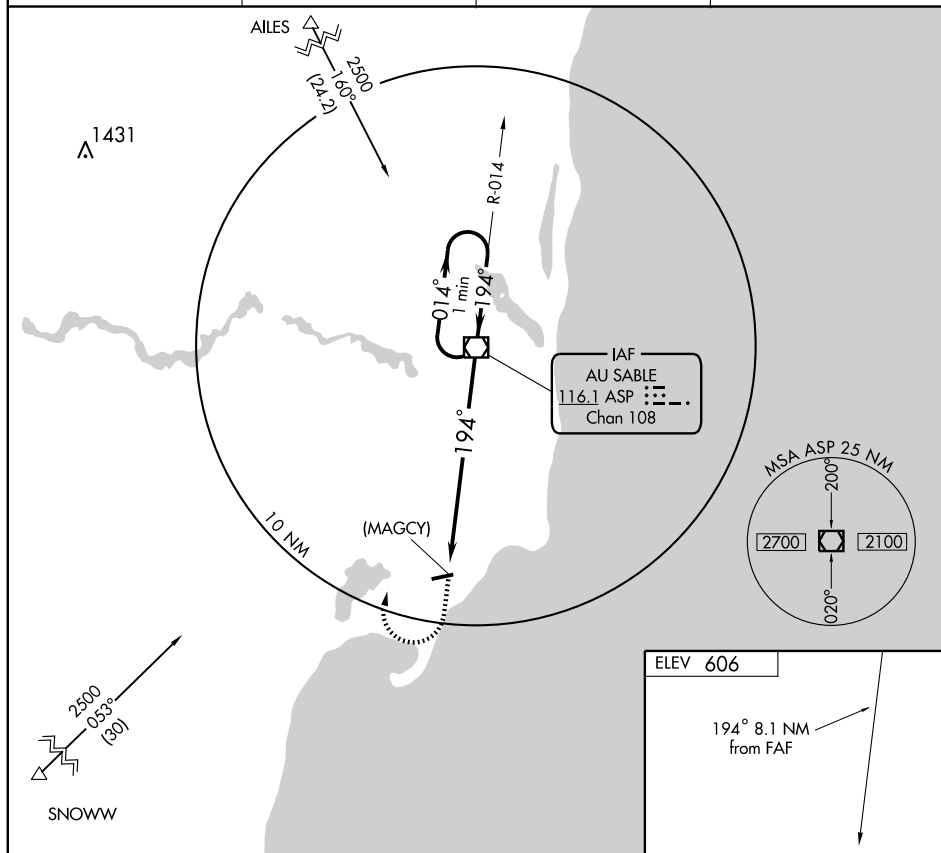 AILES
2500
160°
(24.2)
1431
R-014
014°
1 min
194°
IAF
AU SABLE
116.1 ASP
Chan 108
194°
MSA ASP 25 NM
200°
2700
2100
020°
10 NM
(MAGCY)
2500
053°
(30)
SNOWW
ELEV 606
194° 8.1 NM
from FAF